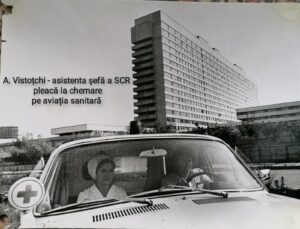 A. Vistoțchi - asistenta șefă a SCR
pleacă la chemare
pe aviația sanitară